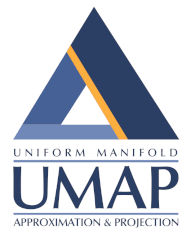 UNIFORM MANIFOLD
UMAP
APPROXIMATION & PROJECTION